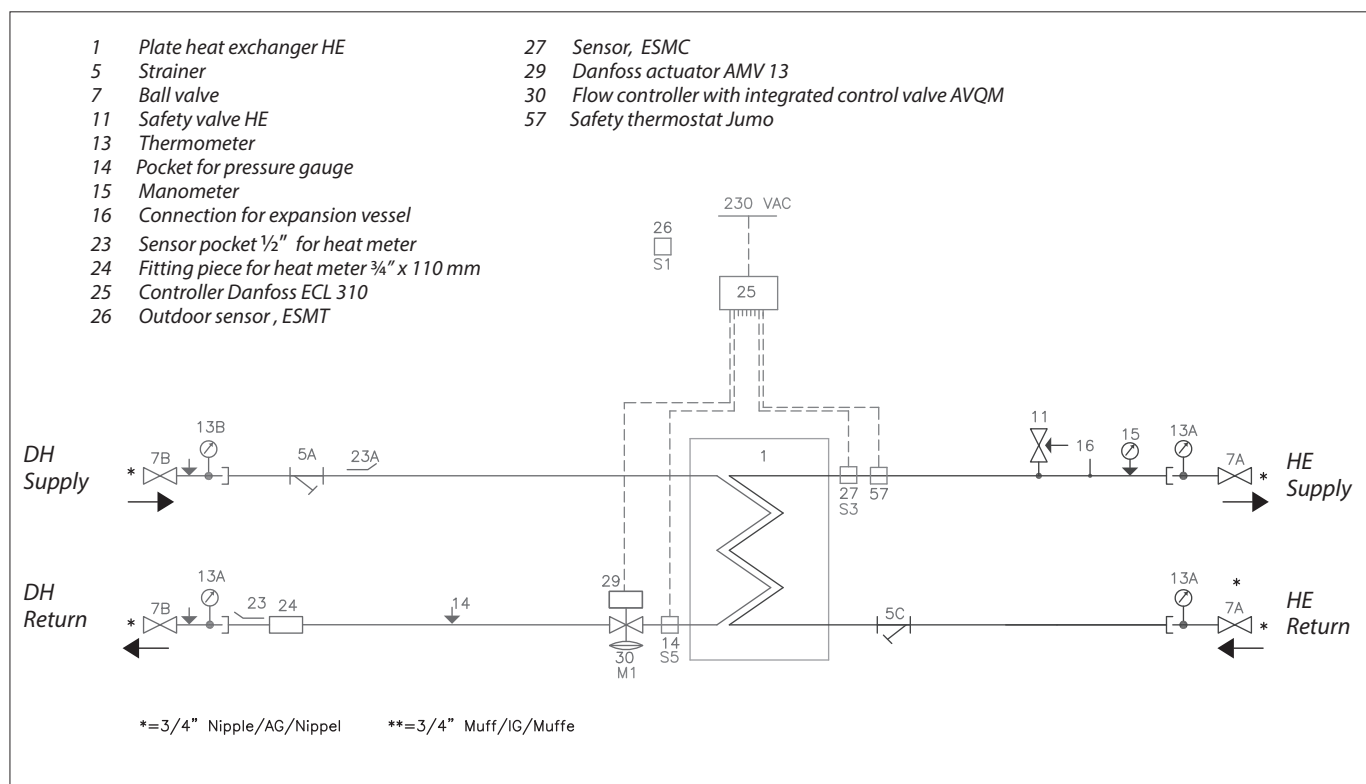 1 Plate heat exchanger HE
5 Strainer
7 Ball valve
11 Safety valve HE
13 Thermometer
14 Pocket for pressure gauge
15 Manometer
16 Connection for expansion vessel
23 Sensor pocket ½” for heat meter
24 Fitting piece for heat meter ¾” x 110 mm
25 Controller Danfoss ECL 310
26 Outdoor sensor , ESMT
27 Sensor, ESMC
29 Danfoss actuator AMV 13
30 Flow controller with integrated control valve AVQM
57 Safety thermostat Jumo
230 VAC
26
S1
25
DH
Supply
*
7B
13B
5A
23A
1
27
S3
57
11
16
15
13A
7A
*
HE
Supply
DH
Return
*
7B
13A
23
24
14
29
30
M1
14
S5
5C
13A
*
7A
*
HE
Return
*=3/4” Nipple/AG/Nippel **=3/4” Muff/IG/Muffe